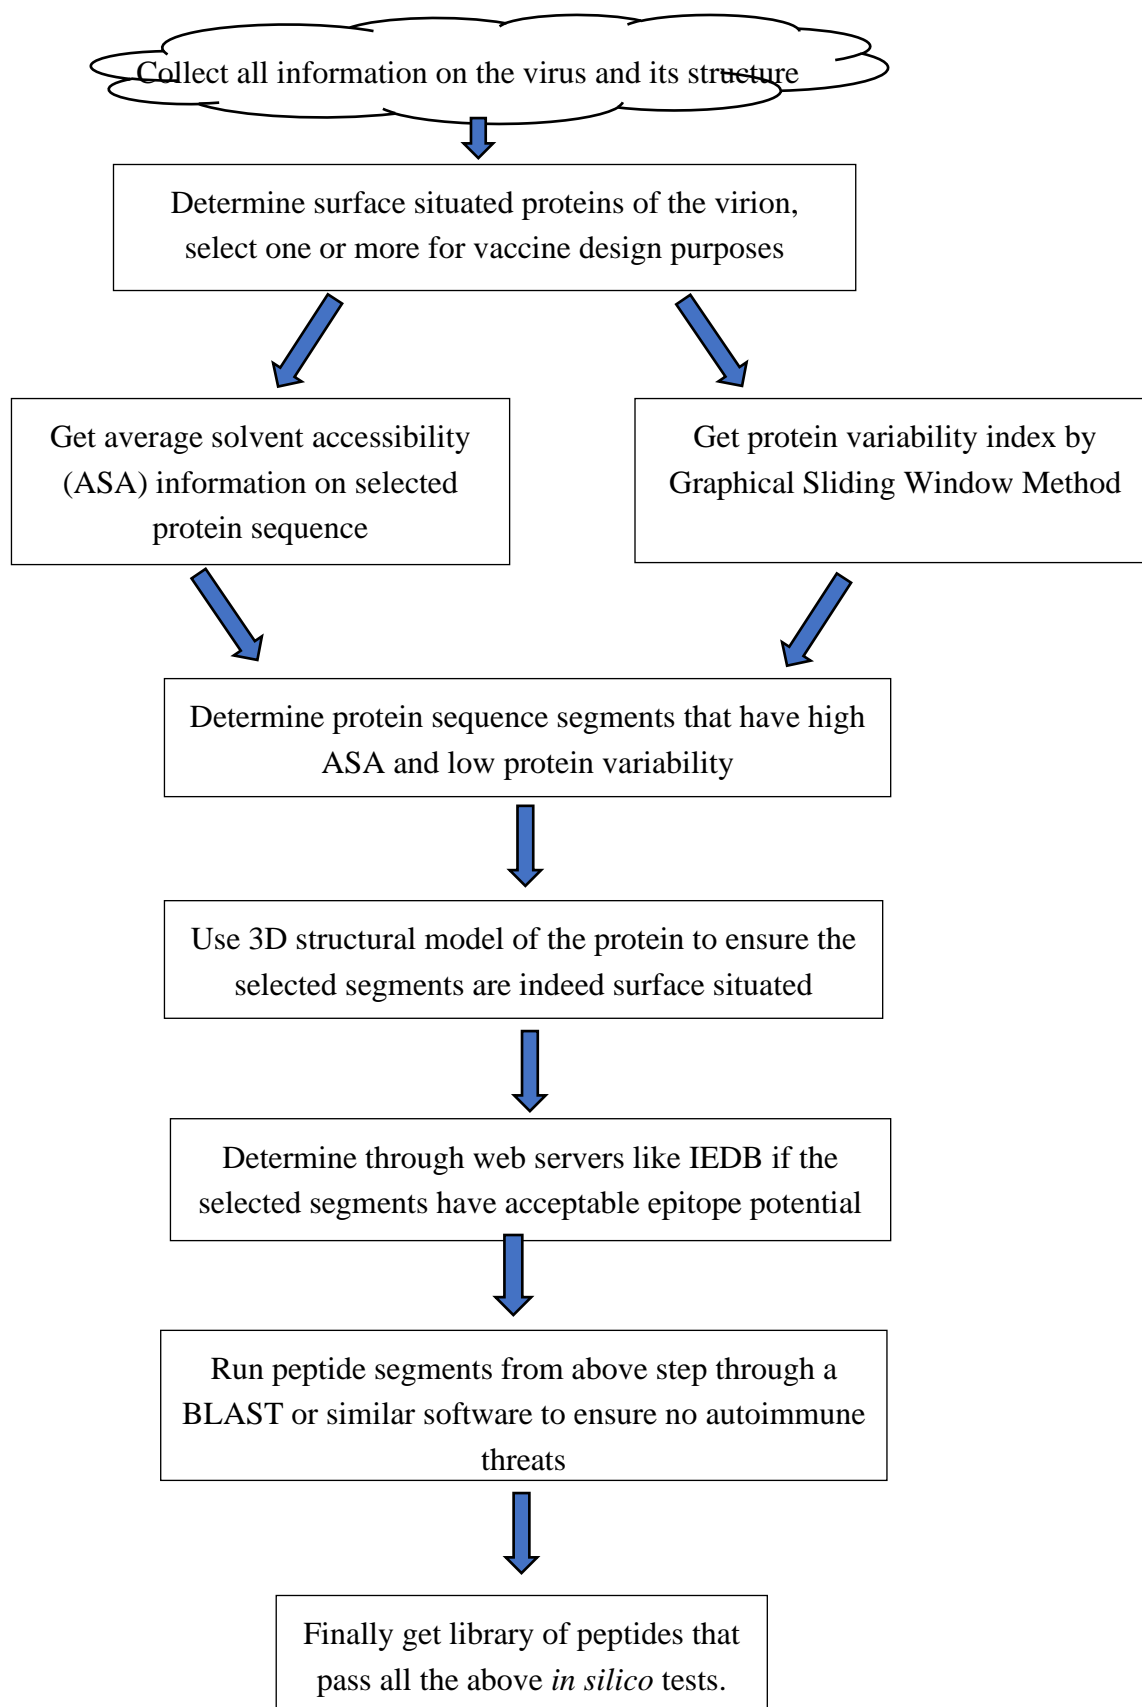 Collect all information on the virus and its structure
Determine surface situated proteins of the virion,
select one or more for vaccine design purposes
Get average solvent accessibility
(ASA) information on selected
protein sequence
Get protein variability index by
Graphical Sliding Window Method
Determine protein sequence segments that have high
ASA and low protein variability
Use 3D structural model of the protein to ensure the
selected segments are indeed surface situated
Determine through web servers like IEDB if the
selected segments have acceptable epitope potential
Run peptide segments from above step through a
BLAST or similar software to ensure no autoimmune
threats
Finally get library of peptides that
pass all the above in silico tests.